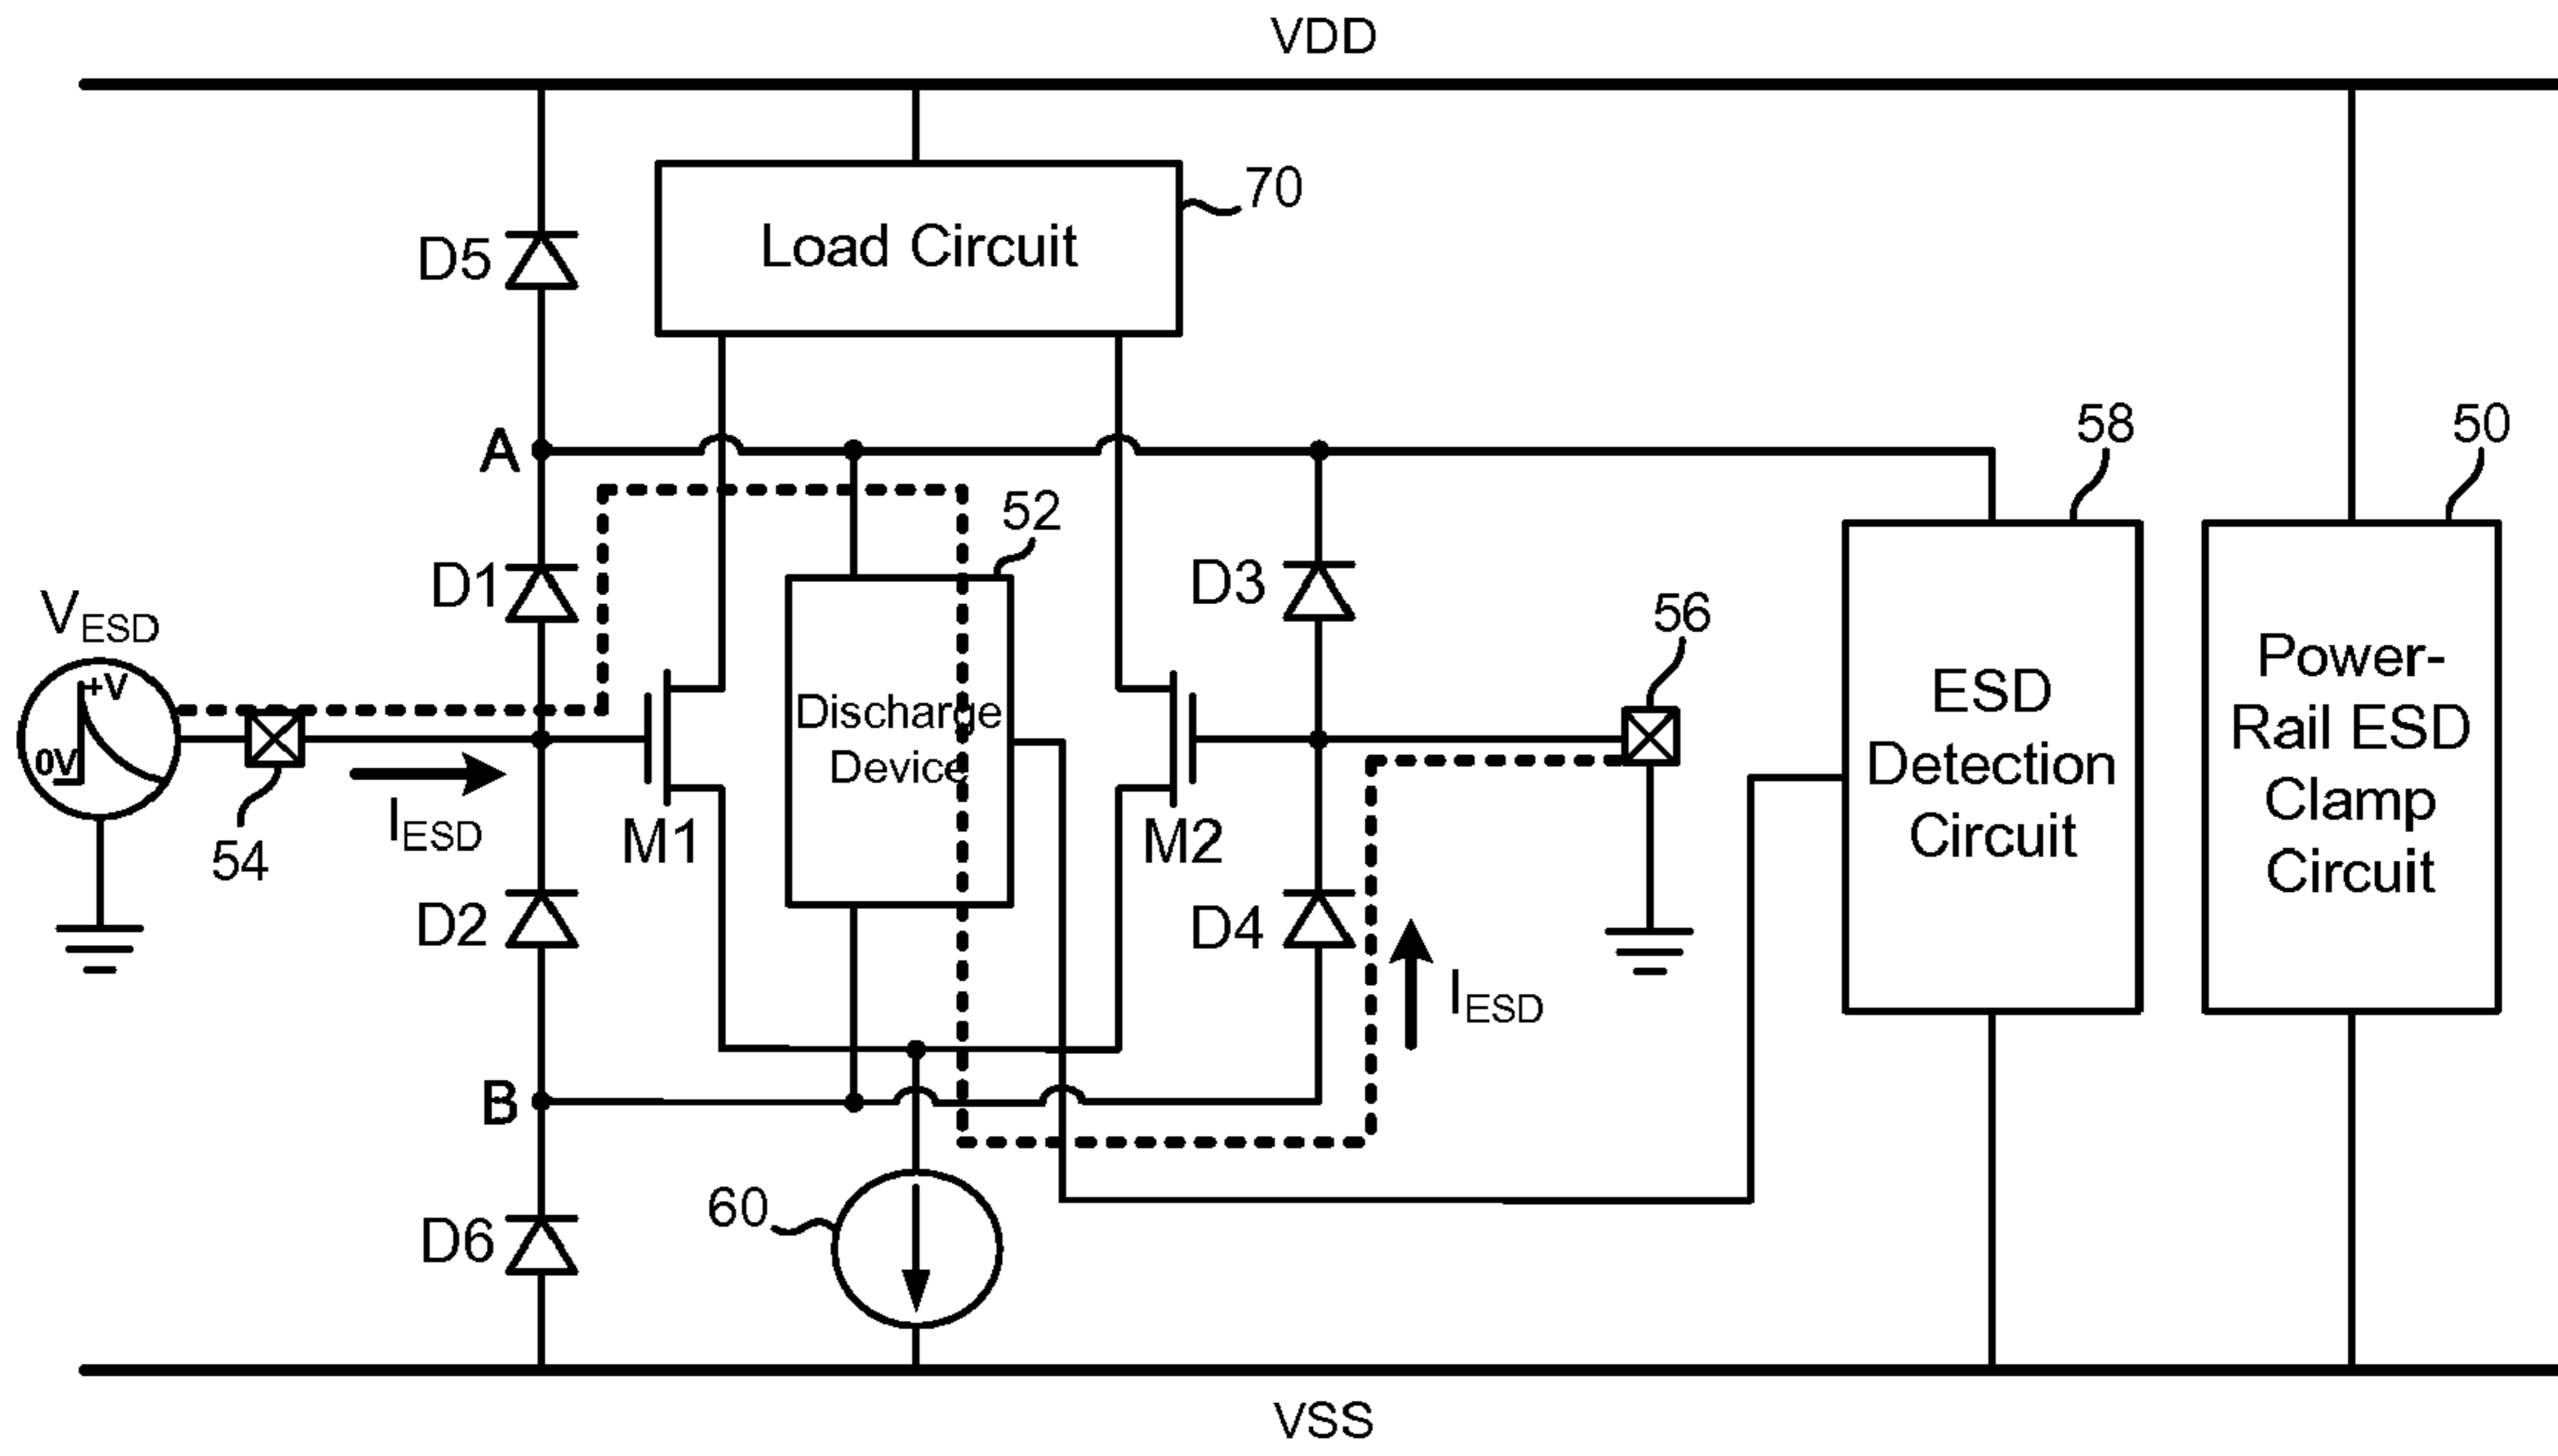 VDD
70
Load Circuit
D5
A
58
50
52
D1
D3
56
VESD
+V
0V
Discharge
Device
ESD
Detection
Circuit
Power-
Rail ESD
Clamp
Circuit
IESD
54
M1
M2
D2
D4
IESD
B
60
D6
VSS